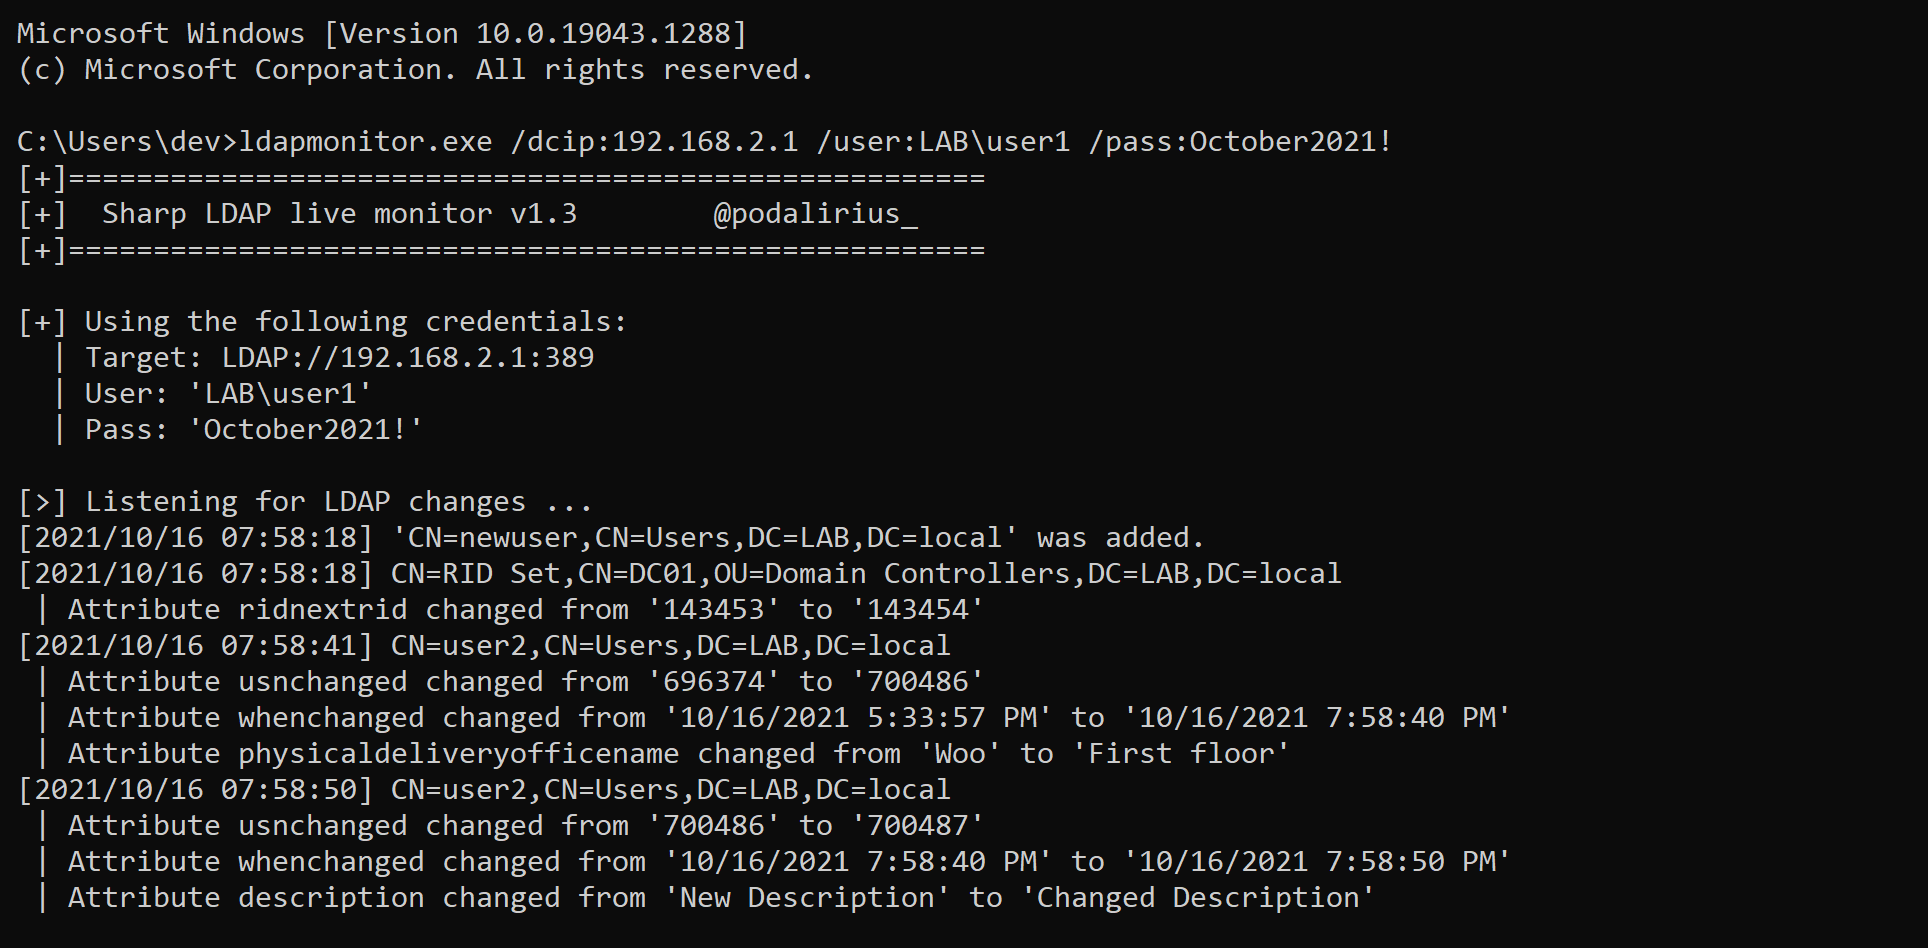 Microsoft Windows [Version 10.0.19043.1288]
(c) Microsoft Corporation. All rights reserved.

C:\Users\dev>ldapmonitor.exe /dcip:192.168.2.1 /user:LAB\user1 /pass:October2021!
[+]======================================================
[+]  Sharp LDAP live monitor v1.3        @podalirius_
[+]======================================================

[+] Using the following credentials:
  | Target: LDAP://192.168.2.1:389
  | User: 'LAB\user1'
  | Pass: 'October2021!'

[>] Listening for LDAP changes ...
[2021/10/16 07:58:18] 'CN=newuser,CN=Users,DC=LAB,DC=local' was added.
[2021/10/16 07:58:18] CN=RID Set,CN=DC01,OU=Domain Controllers,DC=LAB,DC=local
 | Attribute ridnextrid changed from '143453' to '143454'
[2021/10/16 07:58:41] CN=user2,CN=Users,DC=LAB,DC=local
 | Attribute usnchanged changed from '696374' to '700486'
 | Attribute whenchanged changed from '10/16/2021 5:33:57 PM' to '10/16/2021 7:58:40 PM'
 | Attribute physicaldeliveryofficename changed from 'Woo' to 'First floor'
[2021/10/16 07:58:50] CN=user2,CN=Users,DC=LAB,DC=local
 | Attribute usnchanged changed from '700486' to '700487'
 | Attribute whenchanged changed from '10/16/2021 7:58:40 PM' to '10/16/2021 7:58:50 PM'
 | Attribute description changed from 'New Description' to 'Changed Description'